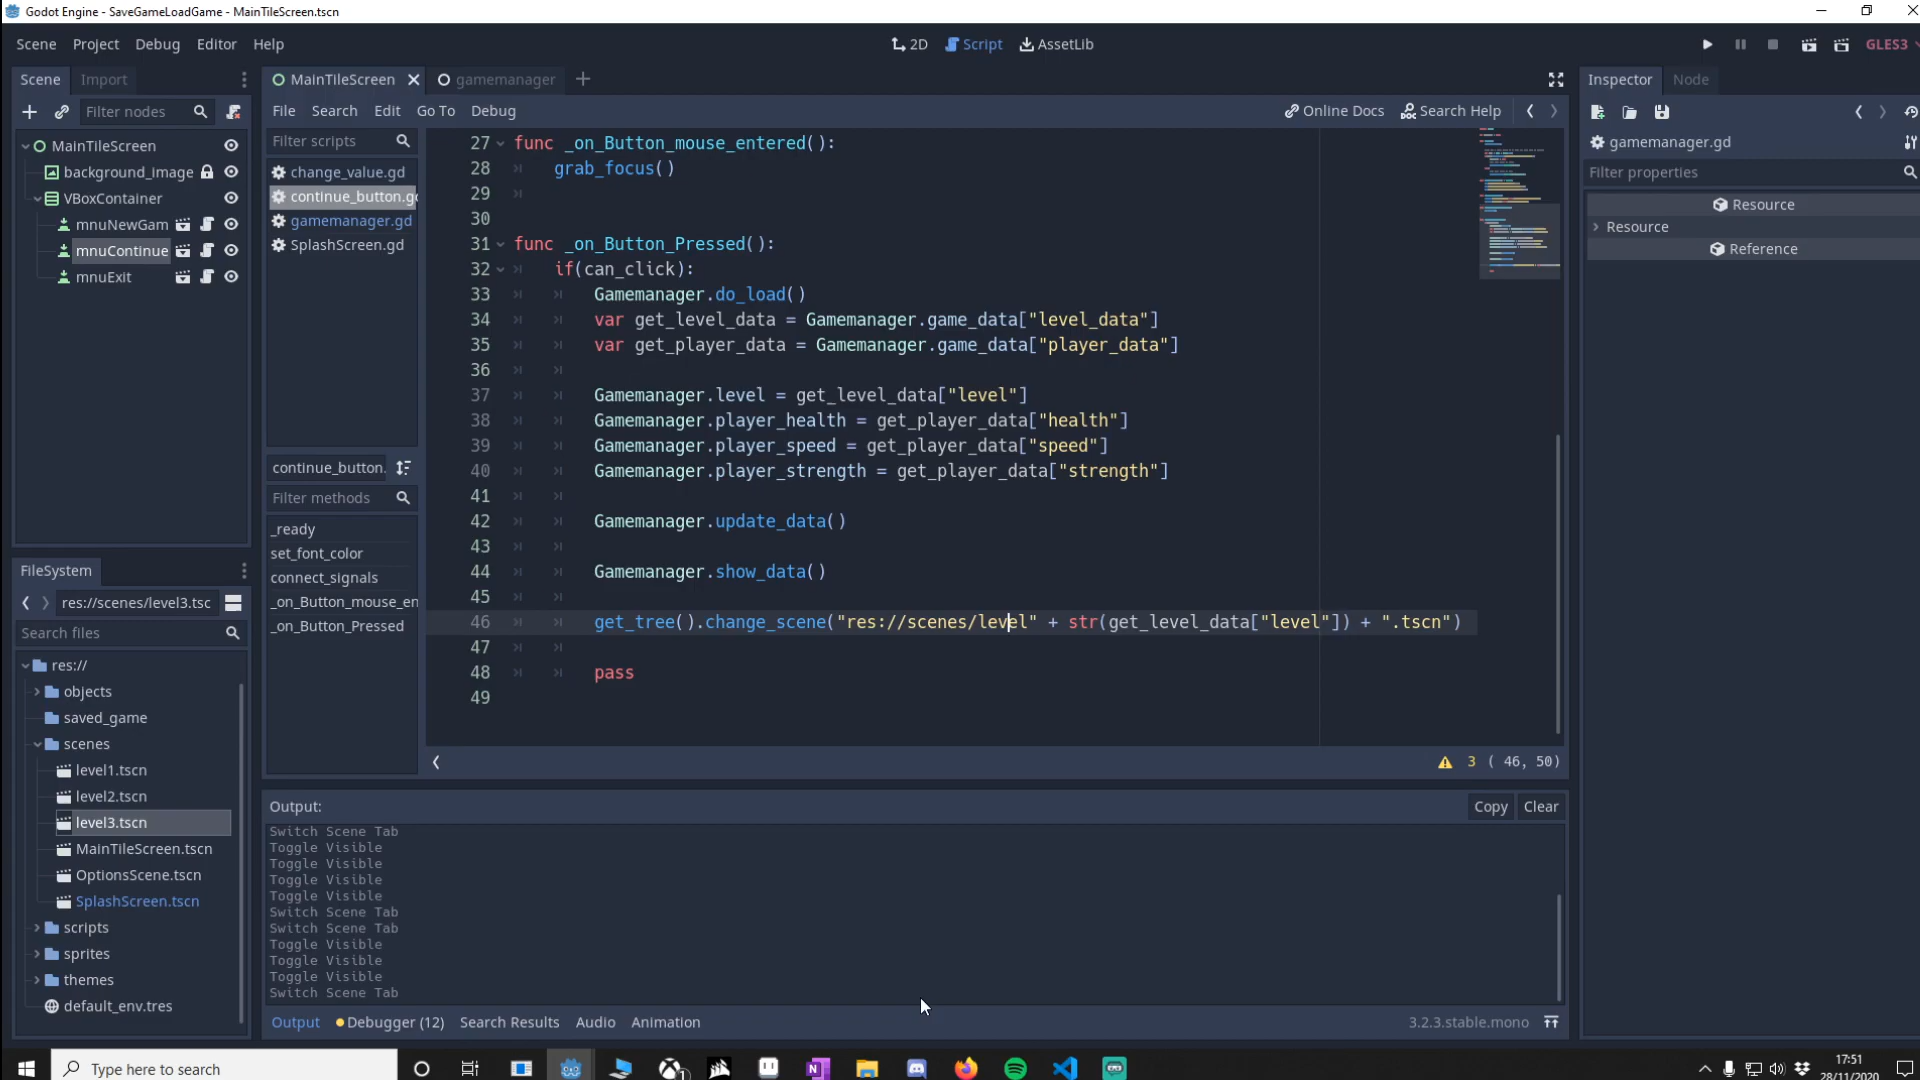 Godot Engine - SaveGameLoadGame - MainTileScreen.tscn
Scene Project Debug Editor Help
2D Script AssetLib
GLES3
Scene Import
MainTileScreen gamemanager
Inspector Node
Filter nodes
File Search Edit Go To Debug
Online Docs Search Help
MainTileScreen
background_image
VBoxContainer
mnuNewGam
mnuContinue
mnuExit
Filter scripts
change_value.gd
continue_button.g
gamemanager.gd
SplashScreen.gd
continue_button.
Filter methods
_ready
set_font_color
connect_signals
_on_Button_mouse_en
_on_Button_Pressed
27 func _on_Button_mouse_entered():
28 grab_focus()
29
30
31 func _on_Button_Pressed():
32 if(can_click):
33 Gamemanager.do_load()
34 var get_level_data = Gamemanager.game_data["level_data"]
35 var get_player_data = Gamemanager.game_data["player_data"]
36
37 Gamemanager.level = get_level_data["level"]
38 Gamemanager.player_health = get_player_data["health"]
39 Gamemanager.player_speed = get_player_data["speed"]
40 Gamemanager.player_strength = get_player_data["strength"]
41
42 Gamemanager.update_data()
43
44 Gamemanager.show_data()
45
46 get_tree().change_scene("res://scenes/level" + str(get_level_data["level"]) + ".tscn")
47
48 pass
49
3 ( 46, 50)
gamemanager.gd
Filter properties
Resource
Resource
Reference
FileSystem
res://scenes/level3.tsc
Search files
res://
objects
saved_game
scenes
level1.tscn
level2.tscn
level3.tscn
MainTileScreen.tscn
OptionsScene.tscn
SplashScreen.tscn
scripts
sprites
themes
default_env.tres
Output:
Copy Clear
Switch Scene Tab
Toggle Visible
Toggle Visible
Toggle Visible
Toggle Visible
Switch Scene Tab
Switch Scene Tab
Toggle Visible
Toggle Visible
Toggle Visible
Switch Scene Tab
Output Debugger (12) Search Results Audio Animation
3.2.3.stable.mono
Type here to search
1
17:51
28/11/2020